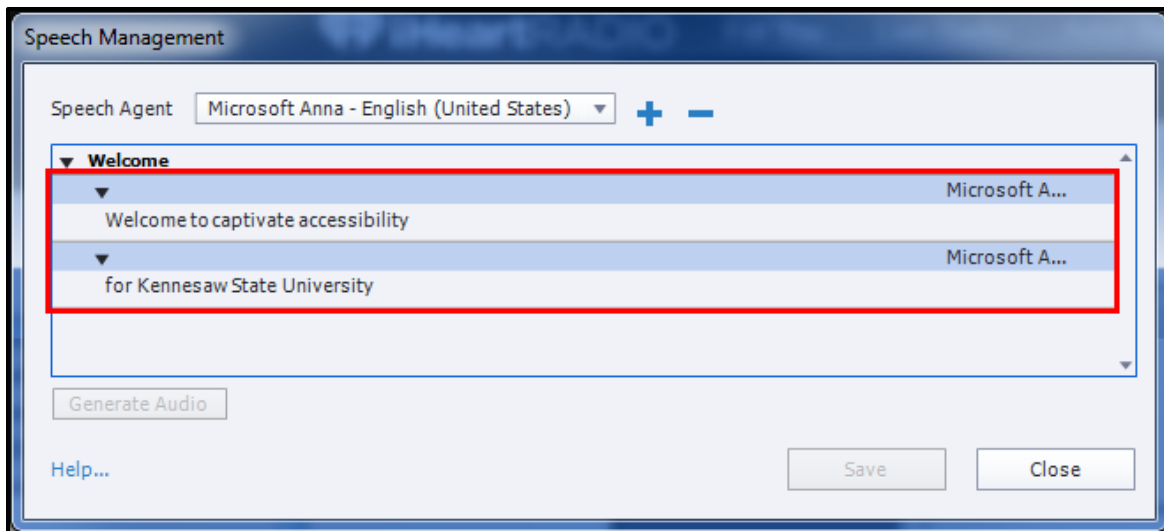 Speech Management
iHeartRADIO
Speech Agent Microsoft Anna - English (United States)
Welcome
Microsoft A...
Welcome to captivate accessibility
Microsoft A...
for Kennesaw State University
Generate Audio
Help... Save Close